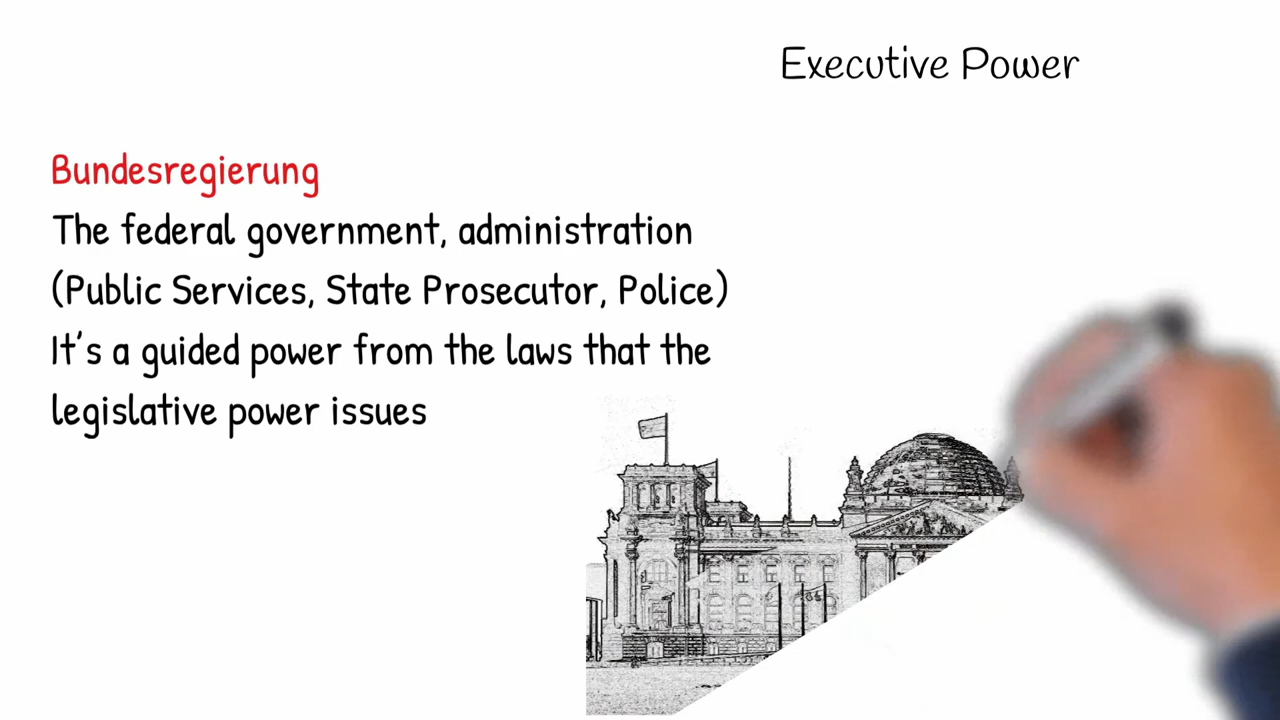 Executive Power
Bundesregierung
The federal government, administration
(Public Services, State Prosecutor, Police)
It's a guided power from the laws that the
legislative power issues